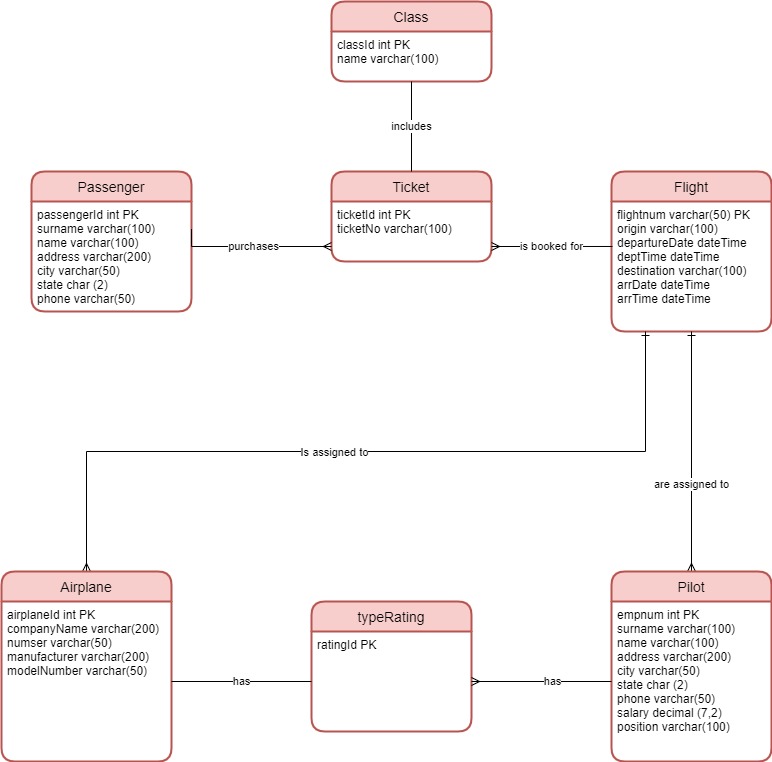 Class
classId int PK
name varchar(100)
includes
Passenger
passengerId int PK
surname varchar(100)
name varchar(100)
address varchar(200)
city varchar(50)
state char (2)
phone varchar(50)
purchases
Ticket
ticketId int PK
ticketNo varchar(100)
is booked for
Flight
flightnum varchar(50) PK
origin varchar(100)
departureDate dateTime
deptTime dateTime
destination varchar(100)
arrDate dateTime
arrTime dateTime
Is assigned to
are assigned to
Airplane
airplaneId int PK
companyName varchar(200)
numser varchar(50)
manufacturer varchar(200)
modelNumber varchar(50)
has
typeRating
ratingId PK
has
Pilot
empnum int PK
surname varchar(100)
name varchar(100)
address varchar(200)
city varchar(50)
state char (2)
phone varchar(50)
salary decimal (7,2)
position varchar(100)